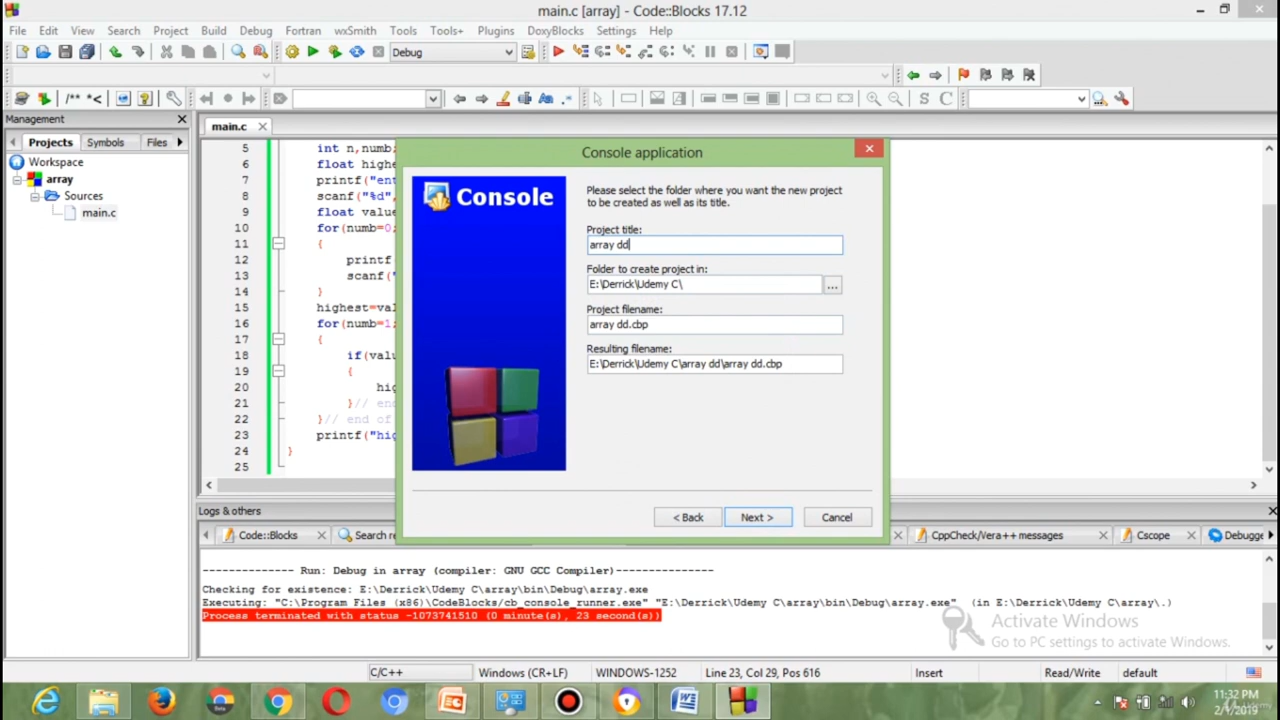 main.c [array] - Code::Blocks 17.12
File Edit View Search Project Build Debug Fortran wxSmith Tools Tools+ Plugins DoxyBlocks Settings Help
Debug
/** *<
S C
Management
Projects Symbols Files
Workspace
array
Sources
main.c
main.c
5 int n,numb;
6 float highe
7 printf("ent
8 scanf("%d",
9 float value
10 for(numb=0;
11 {
12 printf
13 scanf("
14 }
15 highest=val
16 for(numb=1;
17 {
18 if(valu
19 {
20 hig
21 }// end
22 }// end of
23 printf("hig
24 }
25
Console application
Console
Please select the folder where you want the new project
to be created as well as its title.
Project title:
array dd
Folder to create project in:
E:\Derrick\Udemy C\
...
Project filename:
array dd.cbp
Resulting filename:
E:\Derrick\Udemy C\array dd\array dd.cbp
< Back Next > Cancel
Logs & others
Code::Blocks Search re CppCheck/Vera++ messages Cscope Debugge
-------------- Run: Debug in array (compiler: GNU GCC Compiler)---------------
Checking for existence: E:\Derrick\Udemy C\array\bin\Debug\array.exe
Executing: "C:\Program Files (x86)\CodeBlocks/cb_console_runner.exe" "E:\Derrick\Udemy C\array\bin\Debug\array.exe" (in E:\Derrick\Udemy C\array\.)
Process terminated with status -1073741510 (0 minute(s), 23 second(s))
Activate Windows
Go to PC settings to activate Windows.
C/C++ Windows (CR+LF) WINDOWS-1252 Line 23, Col 29, Pos 616 Insert Read/Write default
11:32 PM
2/1/2019